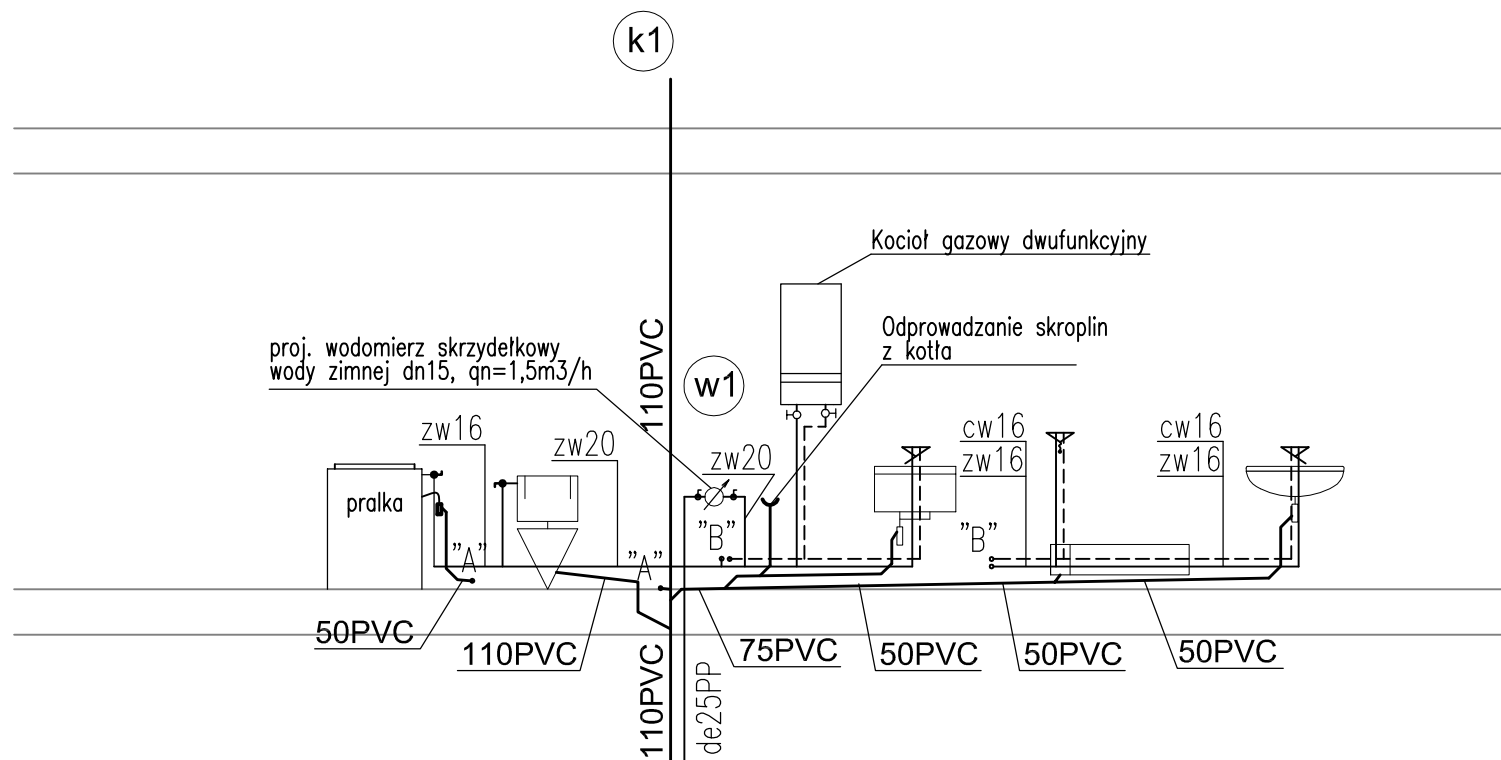 k1
Kocioł gazowy dwufunkcyjny
Odprowadzanie skroplin
z kotła
proj. wodomierz skrzydełkowy
wody zimnej dn15, qn=1,5m3/h
110PVC
w1
zw16
zw20
zw20
cw16
zw16
cw16
zw16
pralka
"A"
"A"
"B"
"B"
50PVC
110PVC
110PVC
de25PP
75PVC
50PVC
50PVC
50PVC